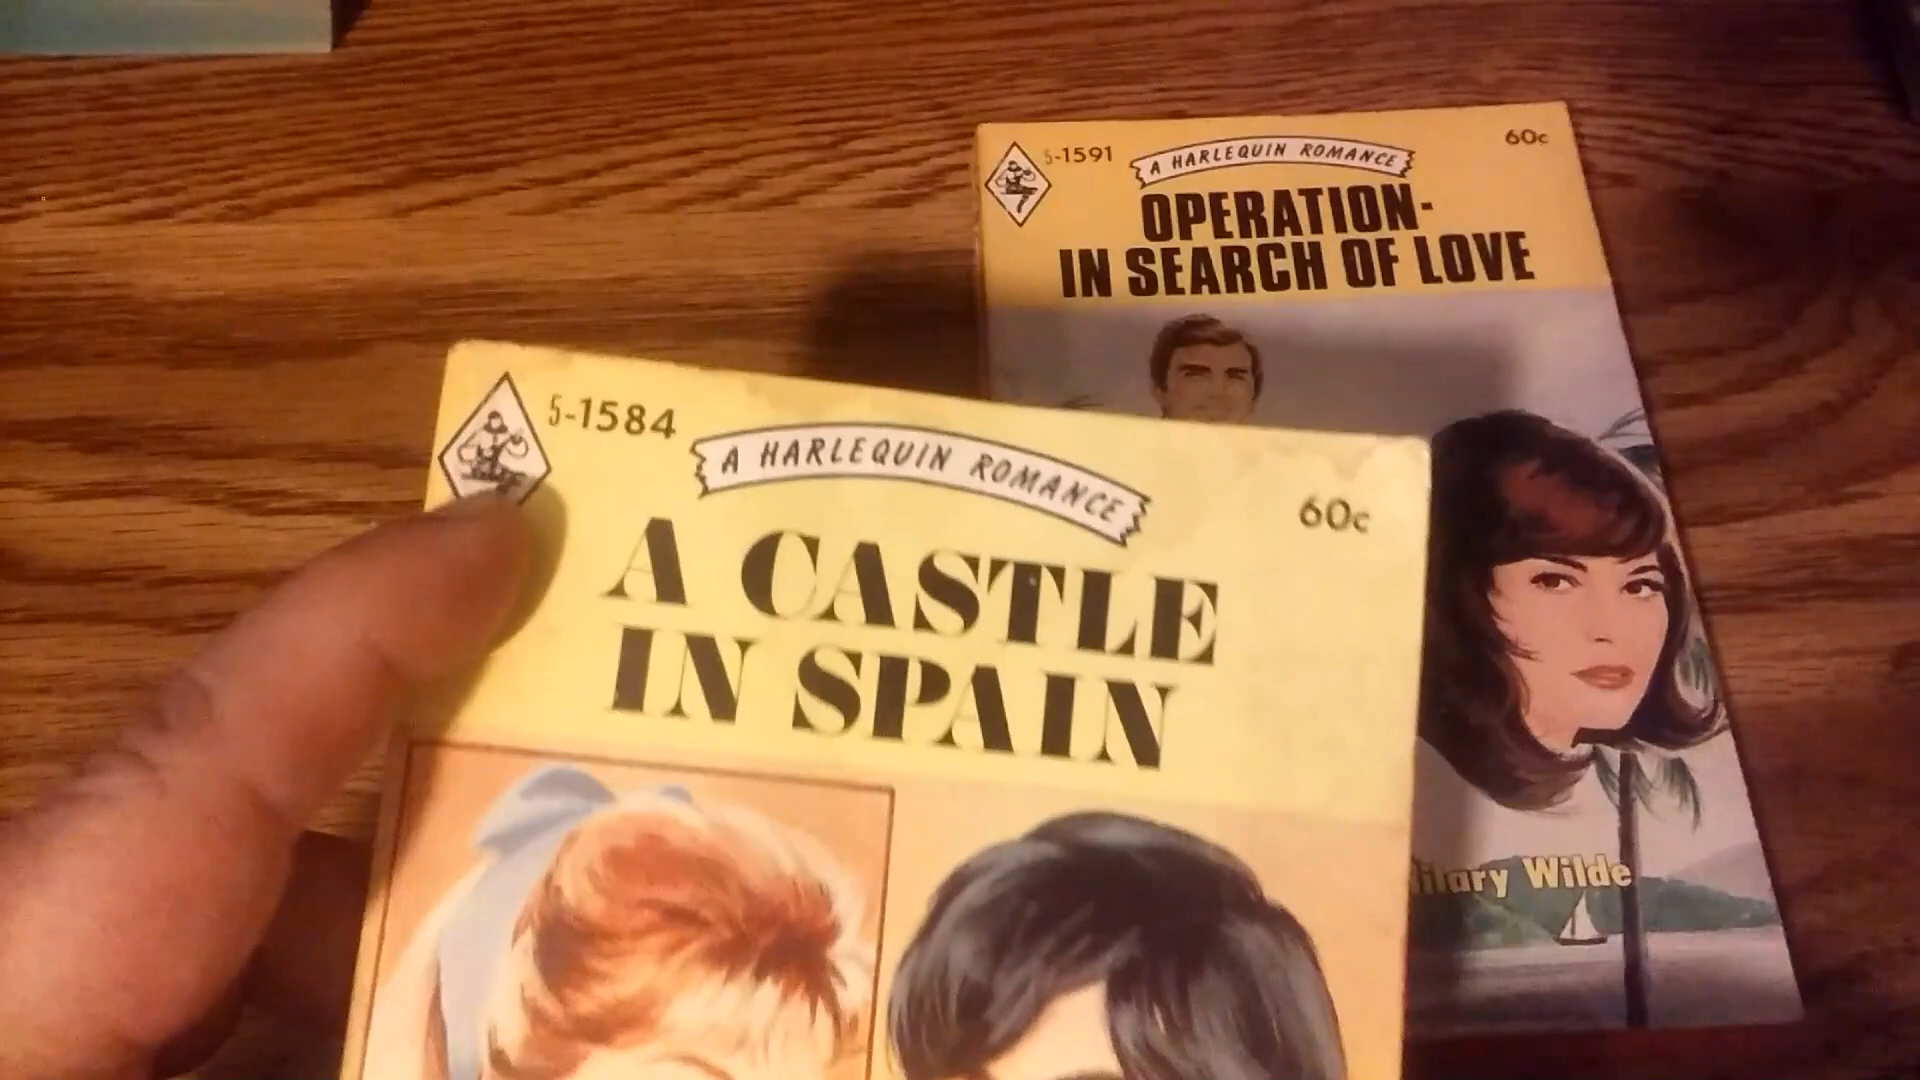 5-1591
A HARLEQUIN ROMANCE
60c
OPERATION-
IN SEARCH OF LOVE
Wilde
5-1584
A HARLEQUIN ROMANCE
60c
A CASTLE
IN SPAIN